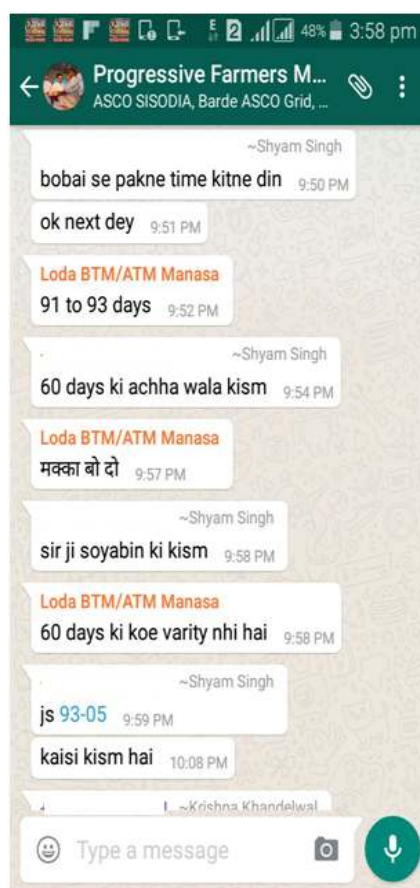 48% 3:58 pm
Progressive Farmers M...
ASCO SISODIA, Barde ASCO Grid, ...
~Shyam Singh
bobai se pakne time kitne din 9:50 PM
ok next dey 9:51 PM
Loda BTM/ATM Manasa
91 to 93 days 9:52 PM
~Shyam Singh
60 days ki achha wala kism 9:54 PM
Loda BTM/ATM Manasa
मक्का बो दो 9:57 PM
~Shyam Singh
sir ji soyabin ki kism 9:58 PM
Loda BTM/ATM Manasa
60 days ki koe varity nhi hai 9:58 PM
~Shyam Singh
js 93-05 9:59 PM
kaisi kism hai 10:08 PM
~Krishna Khandelwal
Type a message